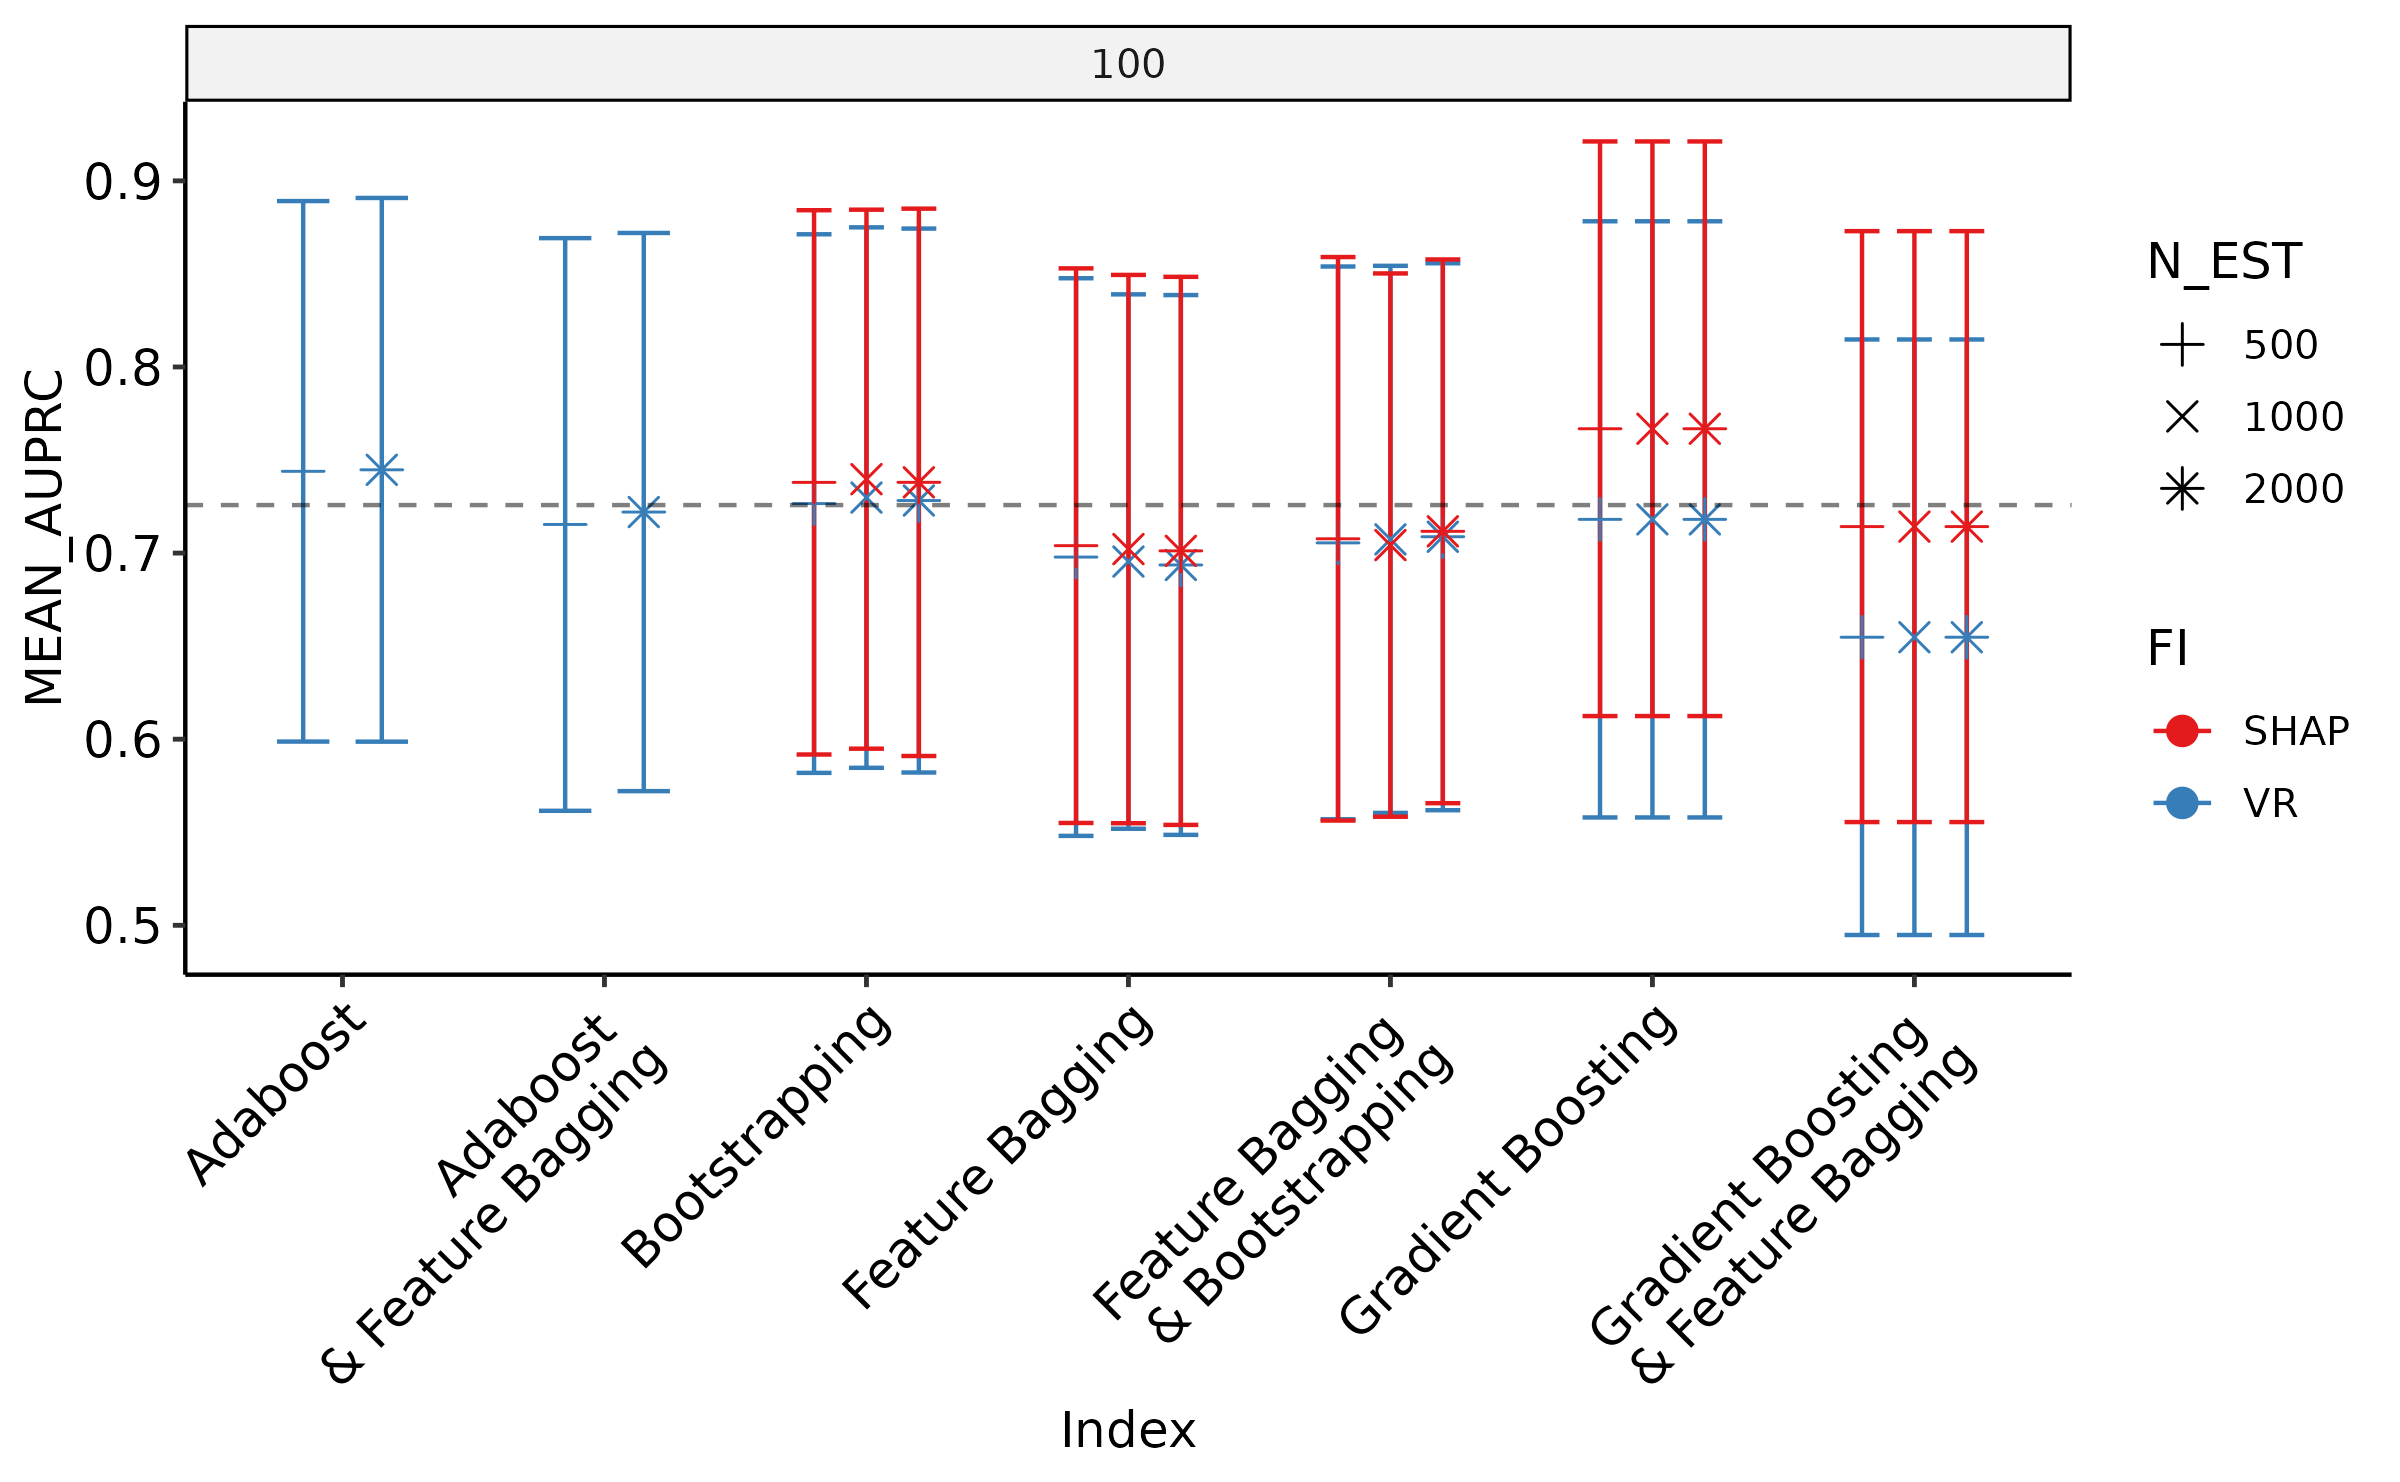 100
MEAN_AUPRC
0.9
0.8
0.7
0.6
0.5
Adaboost
Adaboost
& Feature Bagging
Bootstrapping
Feature Bagging
Feature Bagging
& Bootstrapping
Gradient Boosting
Gradient Boosting
& Feature Bagging
Index
N_EST
500
1000
2000
FI
SHAP
VR